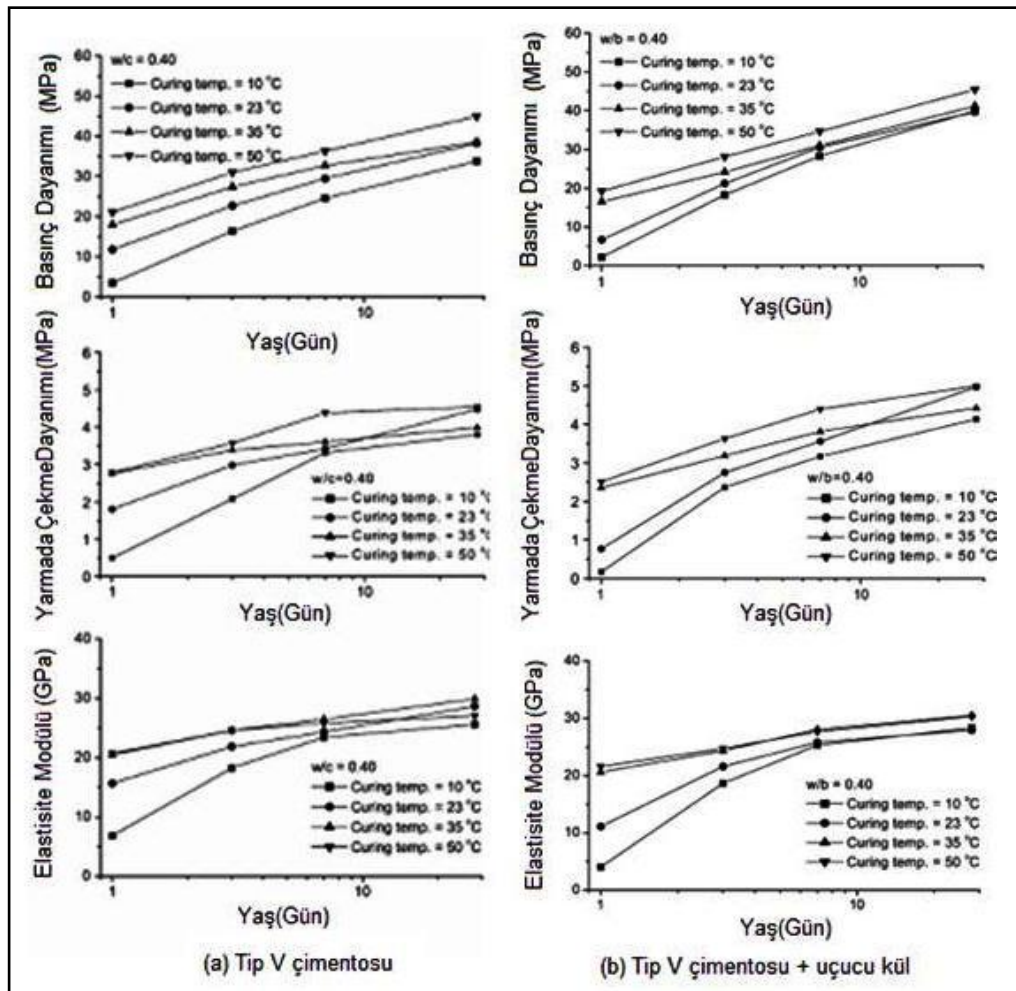 w/c = 0.40
Curing temp. = 10 °C
Curing temp. = 23 °C
Curing temp. = 35 °C
Curing temp. = 50 °C
Basınç Dayanımı (MPa)
60
50
40
30
20
10
0
1
10
Yaş(Gün)
w/b = 0.40
Curing temp. = 10 °C
Curing temp. = 23 °C
Curing temp. = 35 °C
Curing temp. = 50 °C
Basınç Dayanımı (MPa)
60
50
40
30
20
10
0
1
10
Yaş(Gün)
Yarmada ÇekmeDayanımı(MPa)
6
5
4
3
2
1
0
w/c=0.40
Curing temp. = 10 °C
Curing temp. = 23 °C
Curing temp. = 35 °C
Curing temp. = 50 °C
1
10
Yaş(Gün)
Yarmada ÇekmeDayanımı(MPa)
6
5
4
3
2
1
0
w/b=0.40
Curing temp. = 10 °C
Curing temp. = 23 °C
Curing temp. = 35 °C
Curing temp. = 50 °C
1
10
Yaş(Gün)
Elastisite Modülü (GPa)
40
30
20
10
0
w/c = 0.40
Curing temp. = 10 °C
Curing temp. = 23 °C
Curing temp. = 35 °C
Curing temp. = 50 °C
1
10
Yaş(Gün)
Elastisite Modülü (GPa)
40
30
20
10
0
w/b = 0.40
Curing temp. = 10 °C
Curing temp. = 23 °C
Curing temp. = 35 °C
Curing temp. = 50 °C
1
10
Yaş(Gün)
(a) Tip V çimentosu
(b) Tip V çimentosu + uçucu kül